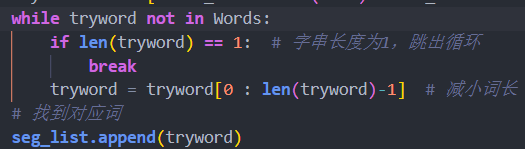 while tryword not in Words:
    if len(tryword) == 1:  # 字串长度为1，跳出循环
        break
    tryword = tryword[0 : len(tryword)-1]  # 减小词长
# 找到对应词
seg_list.append(tryword)